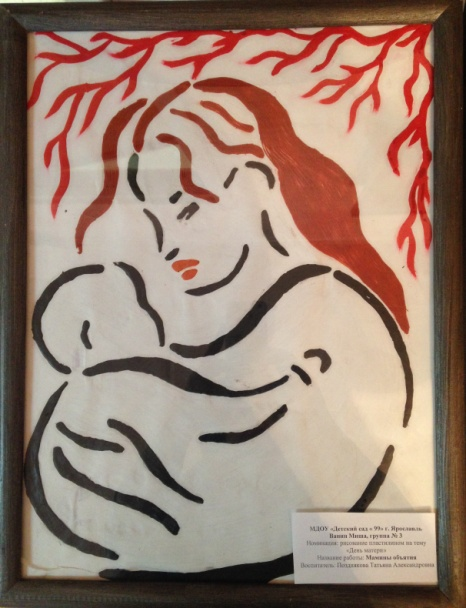 МДОУ «Детский сад « 99» г. Ярославль
Ванин Миша, группа № 3
Номинация: рисование пластилином на тему
«День матери»
Название работы: Мамины объятия
Воспитатель: Позднякова Татьяна Александровна